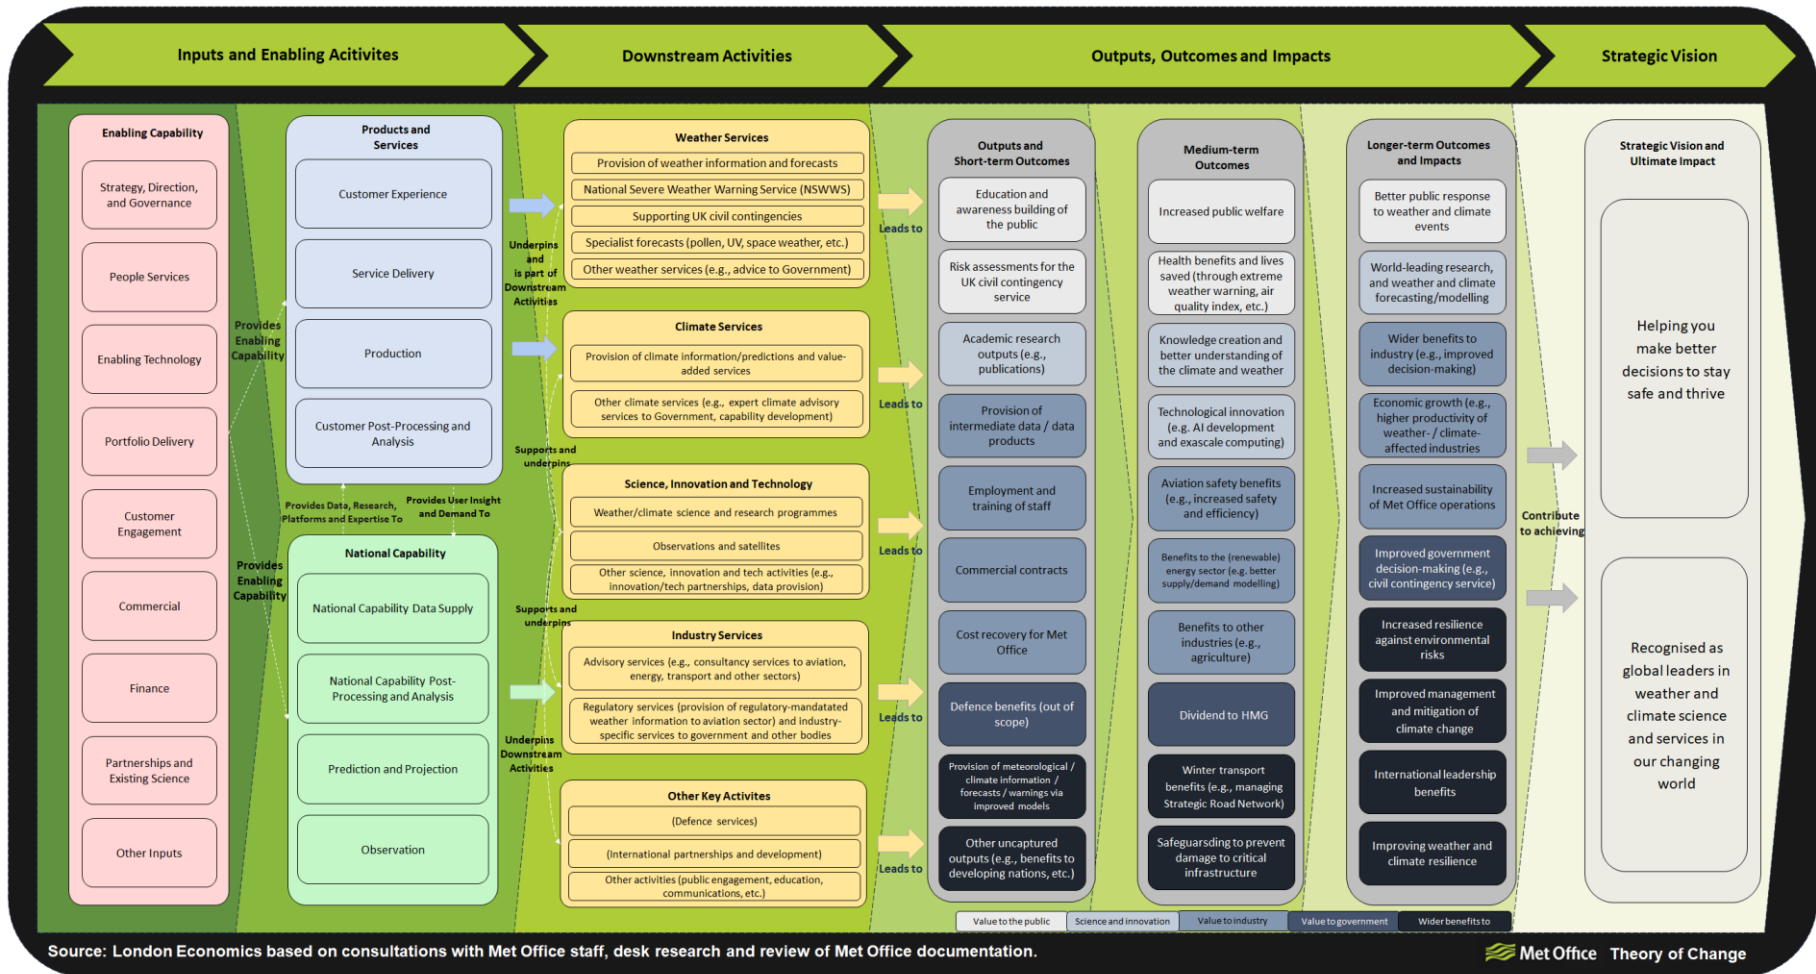 Inputs and Enabling Acitivites
Downstream Activities
Outputs, Outcomes and Impacts
Strategic Vision
Enabling Capability
Strategy, Direction,
and Governance
People Services
Enabling Technology
Portfolio Delivery
Customer
Engagement
Commercial
Finance
Partnerships and
Existing Science
Other Inputs
Provides
Enabling
Capability
Provides
Enabling
Capability
Products and
Services
Customer Experience
Service Delivery
Production
Customer Post-Processing and
Analysis
Provides Data, Research,
Platforms and Expertise To
Provides User Insight
and Demand To
National Capability
National Capability Data Supply
National Capability Post-
Processing and Analysis
Prediction and Projection
Observation
Underpins
and
is part of
Downstream
Activities
Supports and
underpins
Supports and
underpins
Underpins
Downstream
Activities
Weather Services
Provision of weather information and forecasts
National Severe Weather Warning Service (NSWWS)
Supporting UK civil contingencies
Specialist forecasts (pollen, UV, space weather, etc.)
Other weather services (e.g., advice to Government)
Climate Services
Provision of climate information/predictions and value-
added services
Other climate services (e.g., expert climate advisory
services to Government, capability development)
Science, Innovation and Technology
Weather/climate science and research programmes
Observations and satellites
Other science, innovation and tech activities (e.g.,
innovation/tech partnerships, data provision)
Industry Services
Advisory services (e.g., consultancy services to aviation,
energy, transport and other sectors)
Regulatory services (provision of regulatory-mandatated
weather information to aviation sector) and industry-
specific services to government and other bodies
Other Key Activites
(Defence services)
(International partnerships and development)
Other activities (public engagement, education,
communications, etc.)
Leads to
Leads to
Leads to
Leads to
Leads to
Outputs and
Short-term Outcomes
Education and
awareness building of
the public
Risk assessments for the
UK civil contingency
service
Academic research
outputs (e.g.,
publications)
Provision of
intermediate data / data
products
Employment and
training of staff
Commercial contracts
Cost recovery for Met
Office
Defence benefits (out of
scope)
Provision of meteorological /
climate information /
forecasts / warnings via
improved models
Other uncaptured
outputs (e.g., benefits to
developing nations, etc.)
Medium-term
Outcomes
Increased public welfare
Health benefits and lives
saved (through extreme
weather warning, air
quality index, etc.)
Knowledge creation and
better understanding of
the climate and weather
Technological innovation
(e.g. AI development
and exascale computing)
Aviation safety benefits
(e.g., increased safety
and efficiency)
Benefits to the (renewable)
energy sector (e.g. better
supply/demand modelling)
Benefits to other
industries (e.g.,
agriculture)
Dividend to HMG
Winter transport
benefits (e.g., managing
Strategic Road Network)
Safeguarsding to prevent
damage to critical
infrastructure
Longer-term Outcomes
and Impacts
Better public response
to weather and climate
events
World-leading research,
and weather and climate
forecasting/modelling
Wider benefits to
industry (e.g., improved
decision-making)
Economic growth (e.g.,
higher productivity of
weather- / climate-
affected industries
Increased sustainability
of Met Office operations
Improved government
decision-making (e.g.,
civil contingency service)
Increased resilience
against environmental
risks
Improved management
and mitigation of
climate change
International leadership
benefits
Improving weather and
climate resilience
Contribute
to achieving
Strategic Vision and
Ultimate Impact
Helping you
make better
decisions to stay
safe and thrive
Recognised as
global leaders in
weather and
climate science
and services in
our changing
world
Value to the public
Science and innovation
Value to industry
Value to government
Wider benefits to
Source: London Economics based on consultations with Met Office staff, desk research and review of Met Office documentation.
Met Office Theory of Change